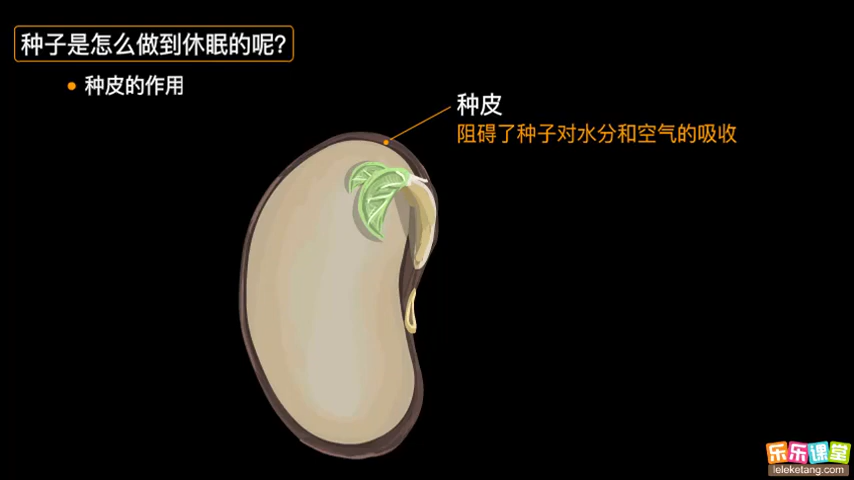 种子是怎么做到休眠的呢?
• 种皮的作用
种皮
阻碍了种子对水分和空气的吸收
乐乐课堂
leleketang.com